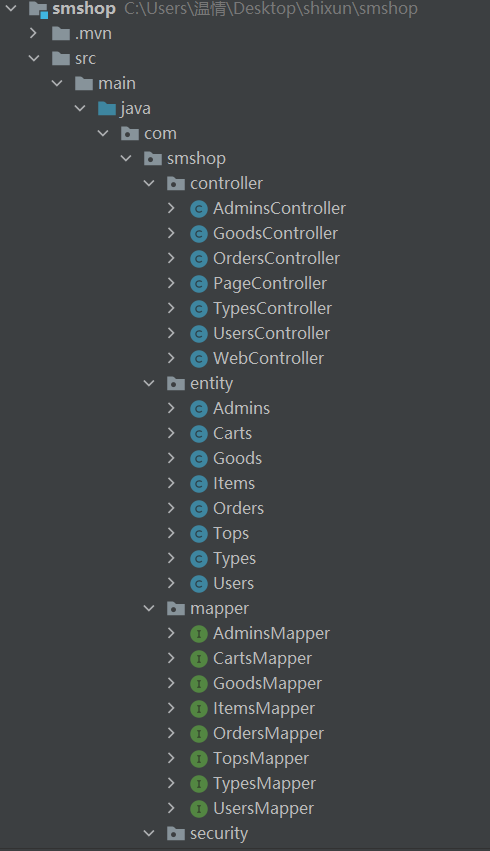 smshop C:\Users\温情\Desktop\shixun\smshop
.mvn
src
main
java
com
smshop
controller
C AdminsController
C GoodsController
C OrdersController
C PageController
C TypesController
C UsersController
C WebController
entity
C Admins
C Carts
C Goods
C Items
C Orders
C Tops
C Types
C Users
mapper
I AdminsMapper
I CartsMapper
I GoodsMapper
I ItemsMapper
I OrdersMapper
I TopsMapper
I TypesMapper
I UsersMapper
security